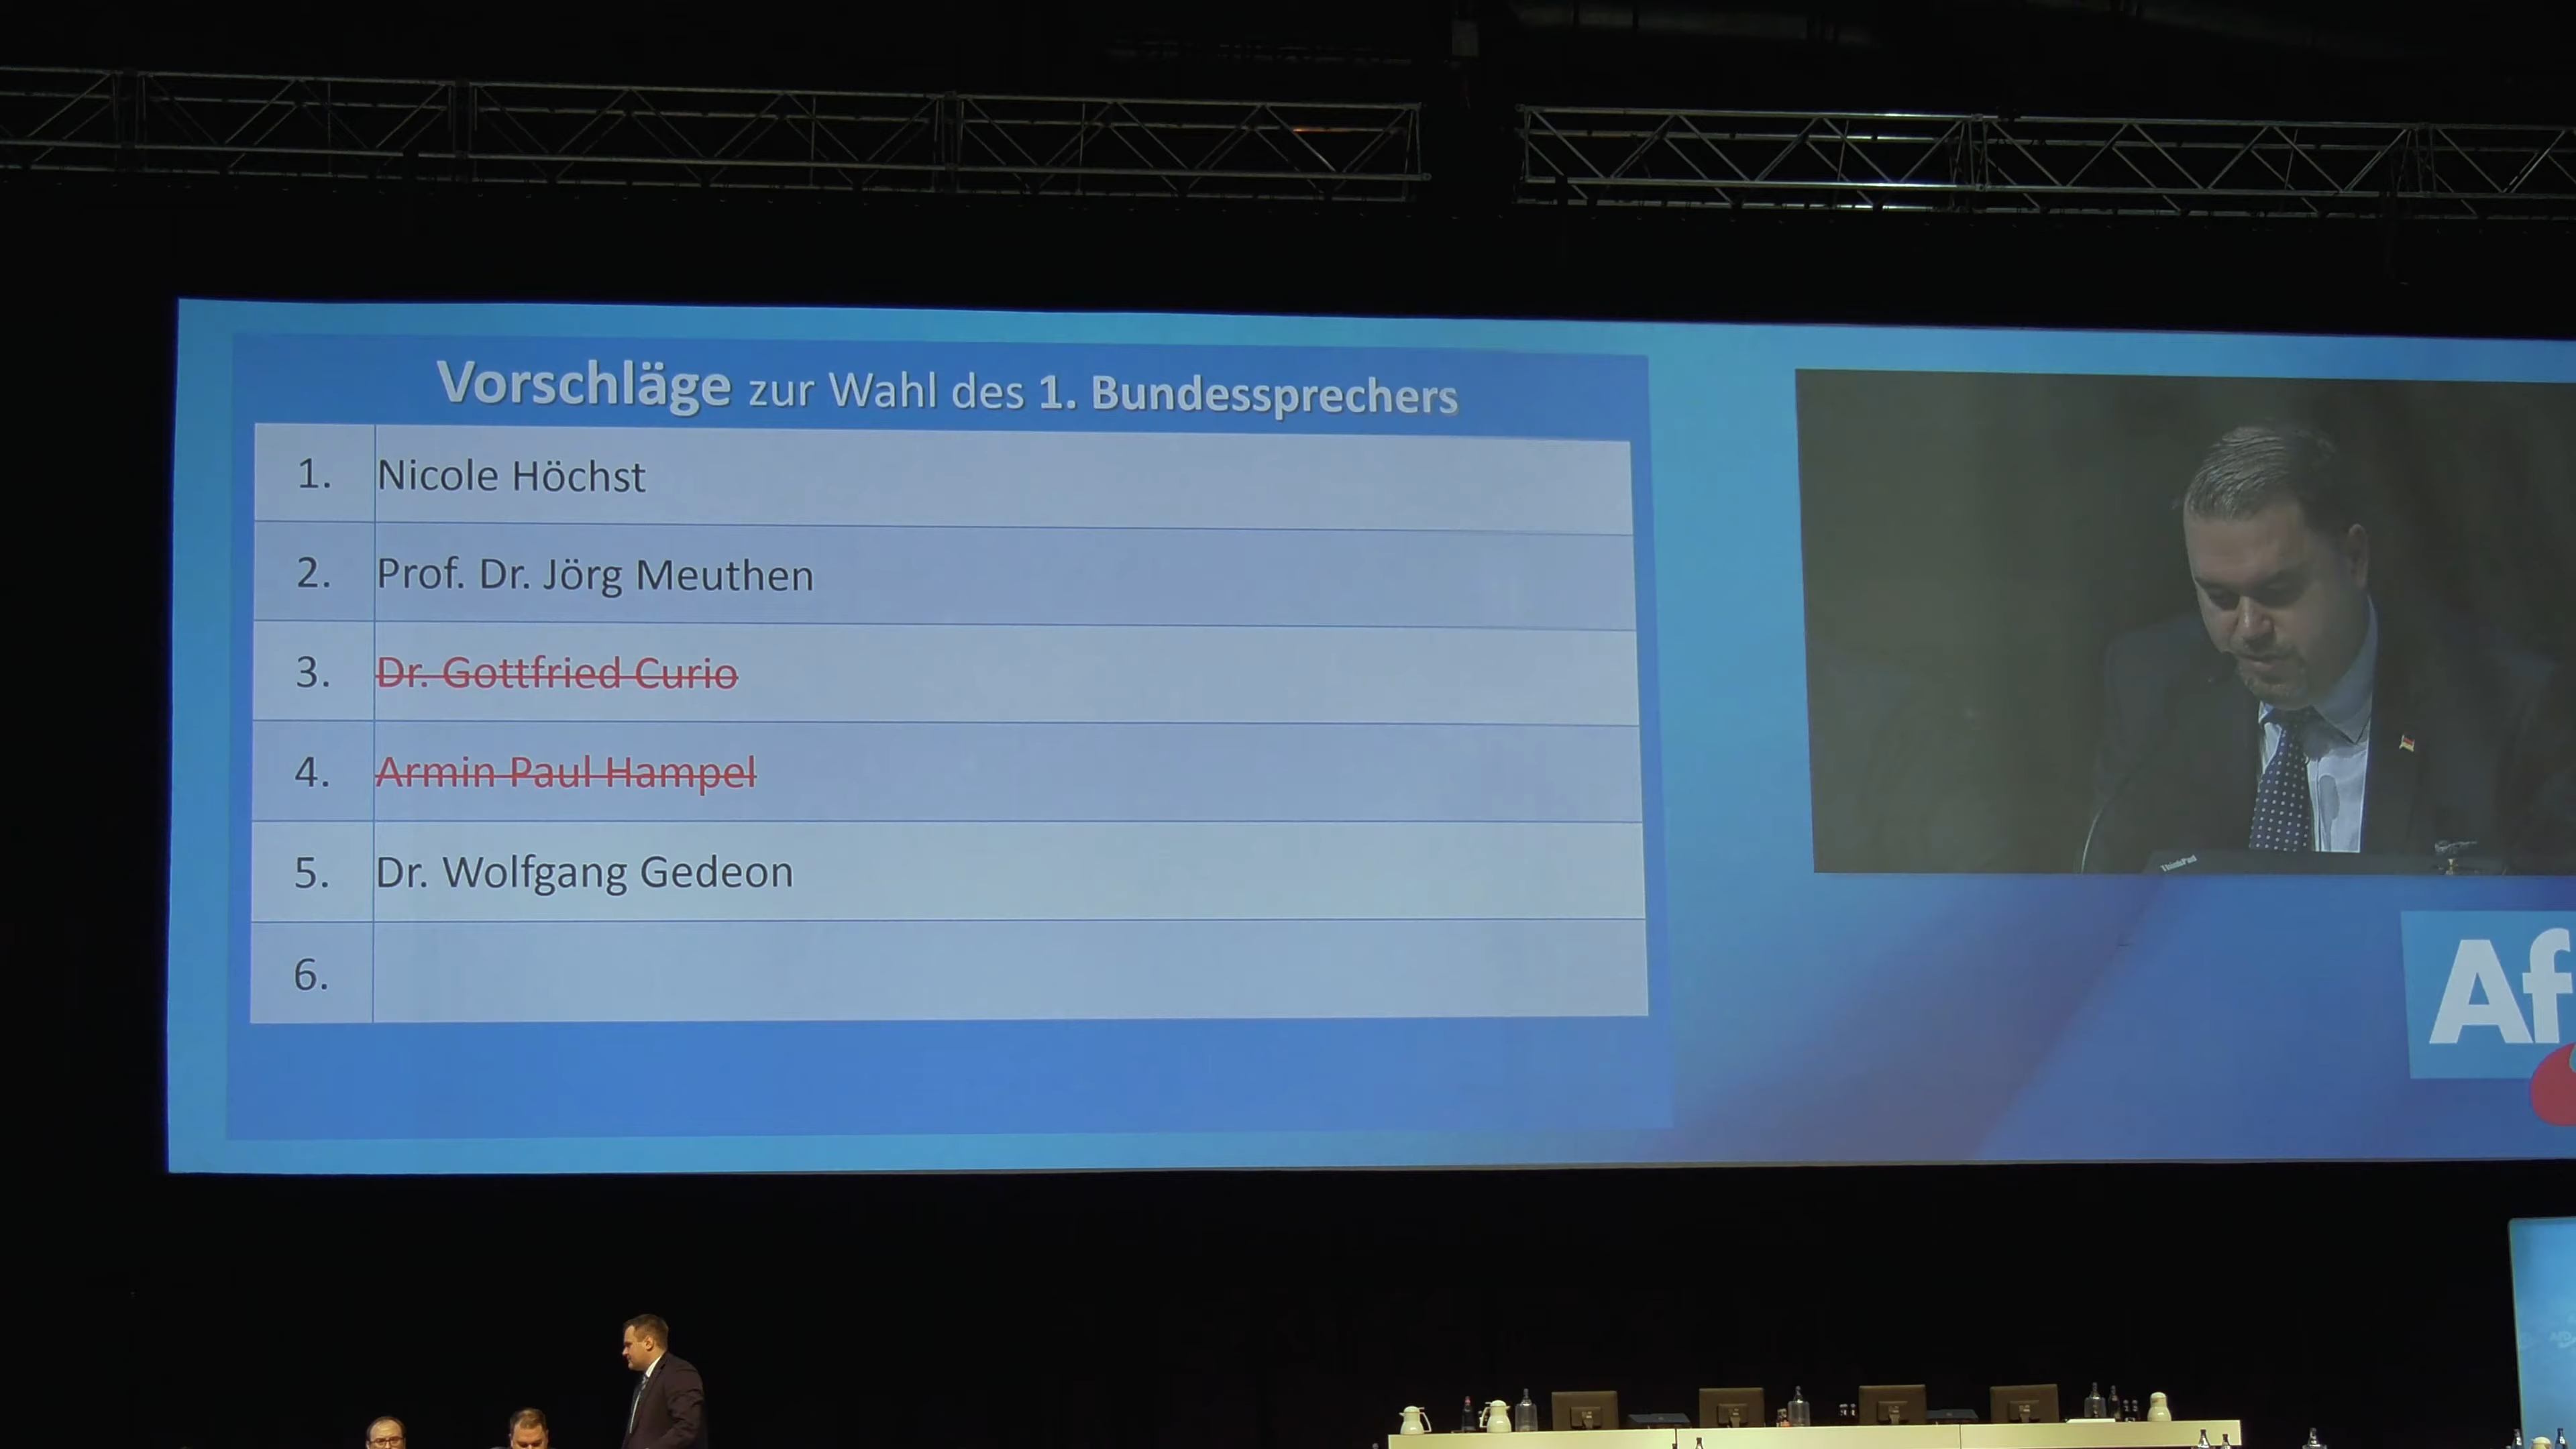 Vorschläge zur Wahl des 1. Bundessprechers
1. Nicole Höchst
2. Prof. Dr. Jörg Meuthen
3. Dr. Gottfried Curio
4. Armin Paul Hampel
5. Dr. Wolfgang Gedeon
6.
ThinkPad
Af